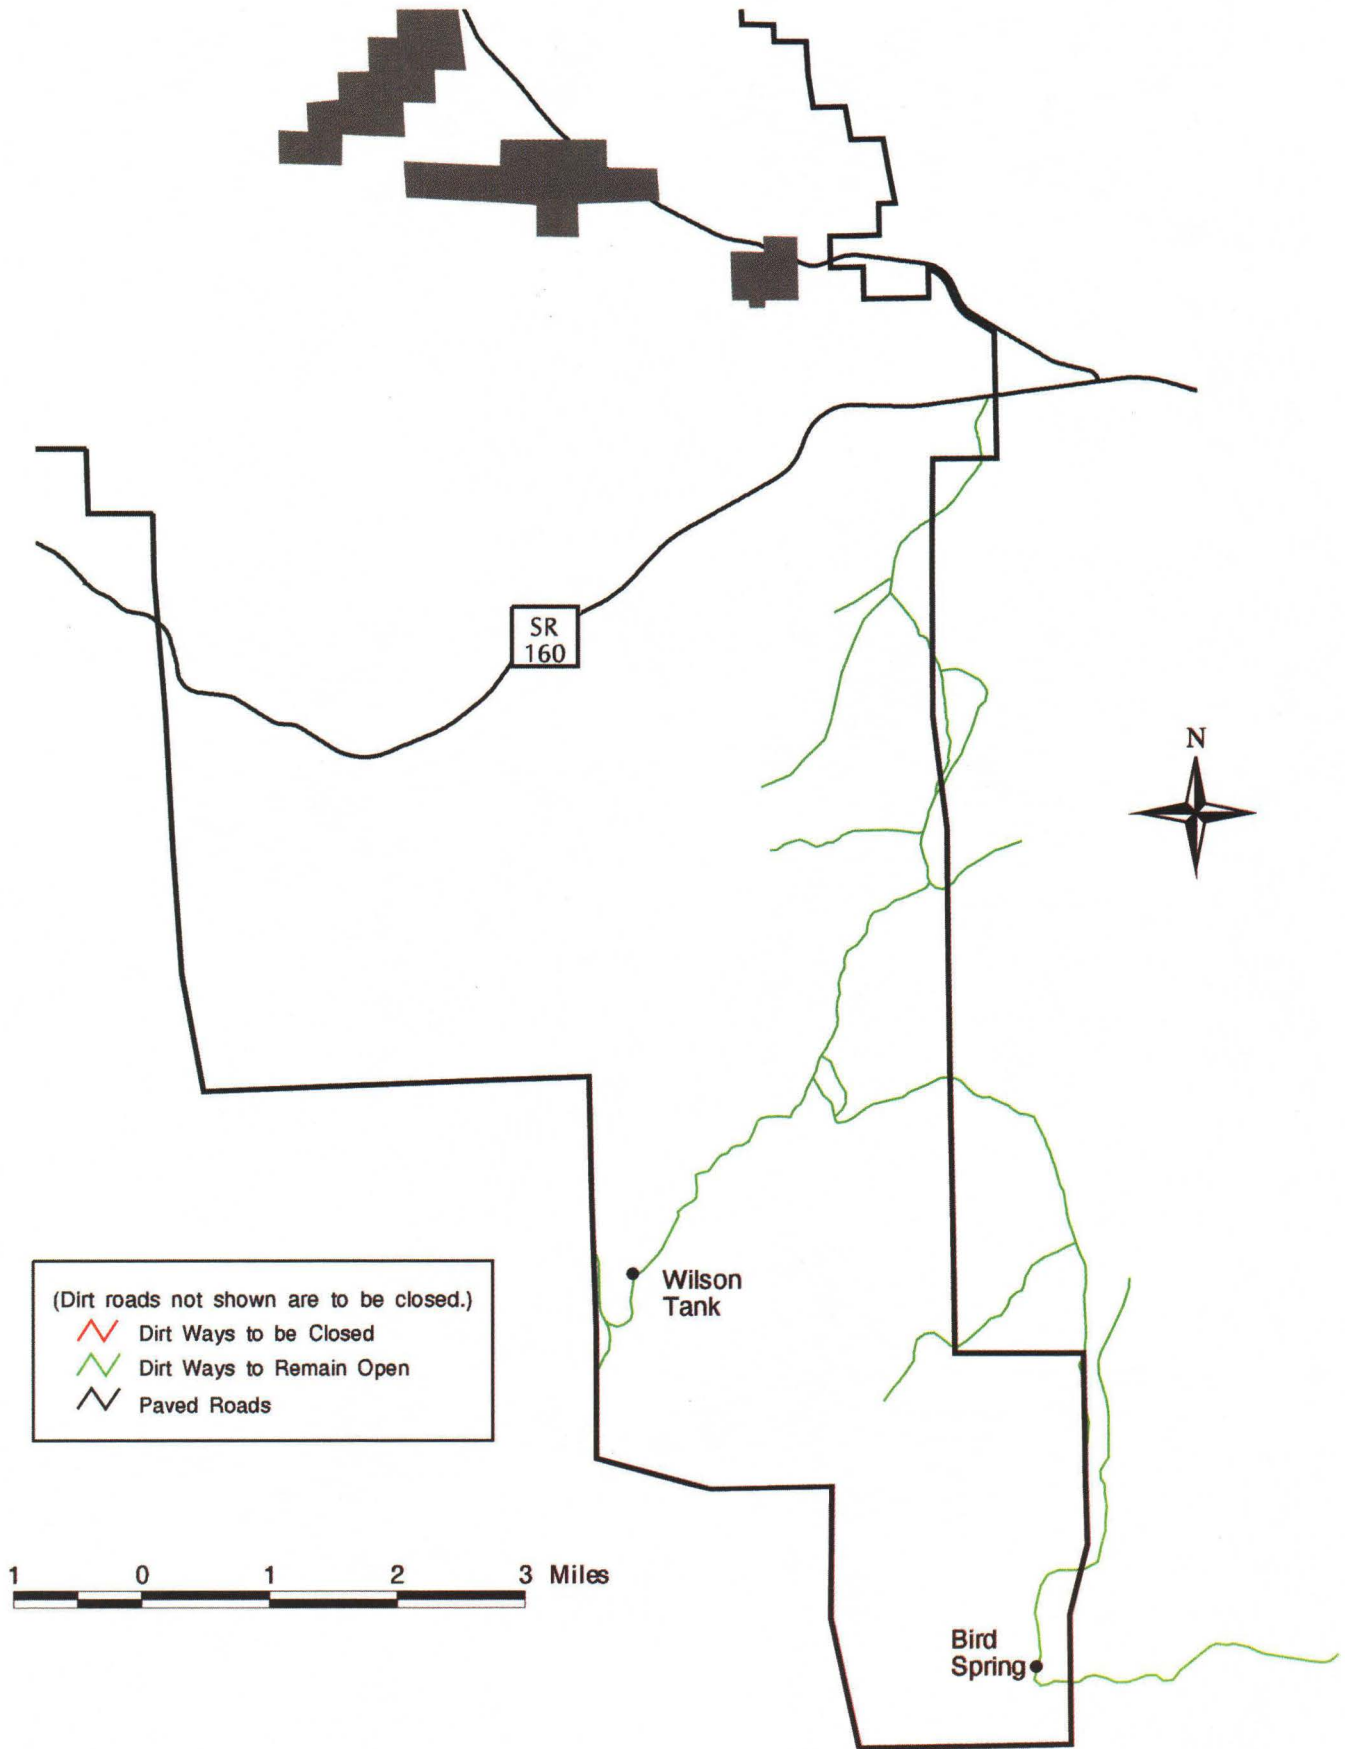 SR
160
N
Wilson
Tank
(Dirt roads not shown are to be closed.)
Dirt Ways to be Closed
Dirt Ways to Remain Open
Paved Roads
1 0 1 2 3 Miles
Bird
Spring